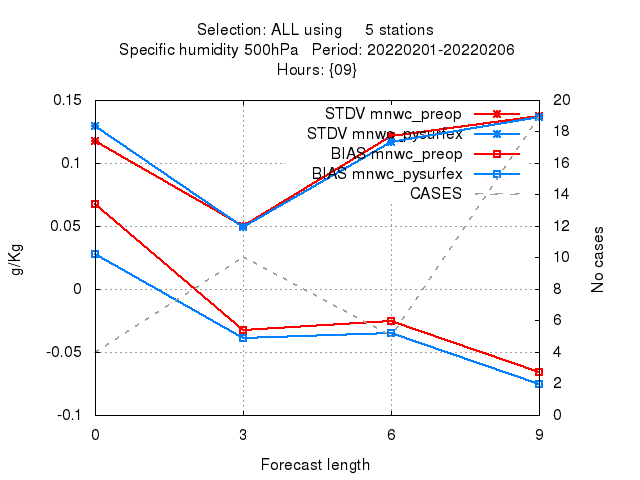 Selection: ALL using 5 stations
Specific humidity 500hPa Period: 20220201-20220206
Hours: {09}
0.15
0.1
0.05
0
-0.05
-0.1
g/Kg
STDV mnwc_preop
STDV mnwc_pysurfex
BIAS mnwc_preop
BIAS mnwc_pysurfex
CASES
20
18
16
14
12
10
8
6
4
2
0
No cases
0 3 6 9
Forecast length